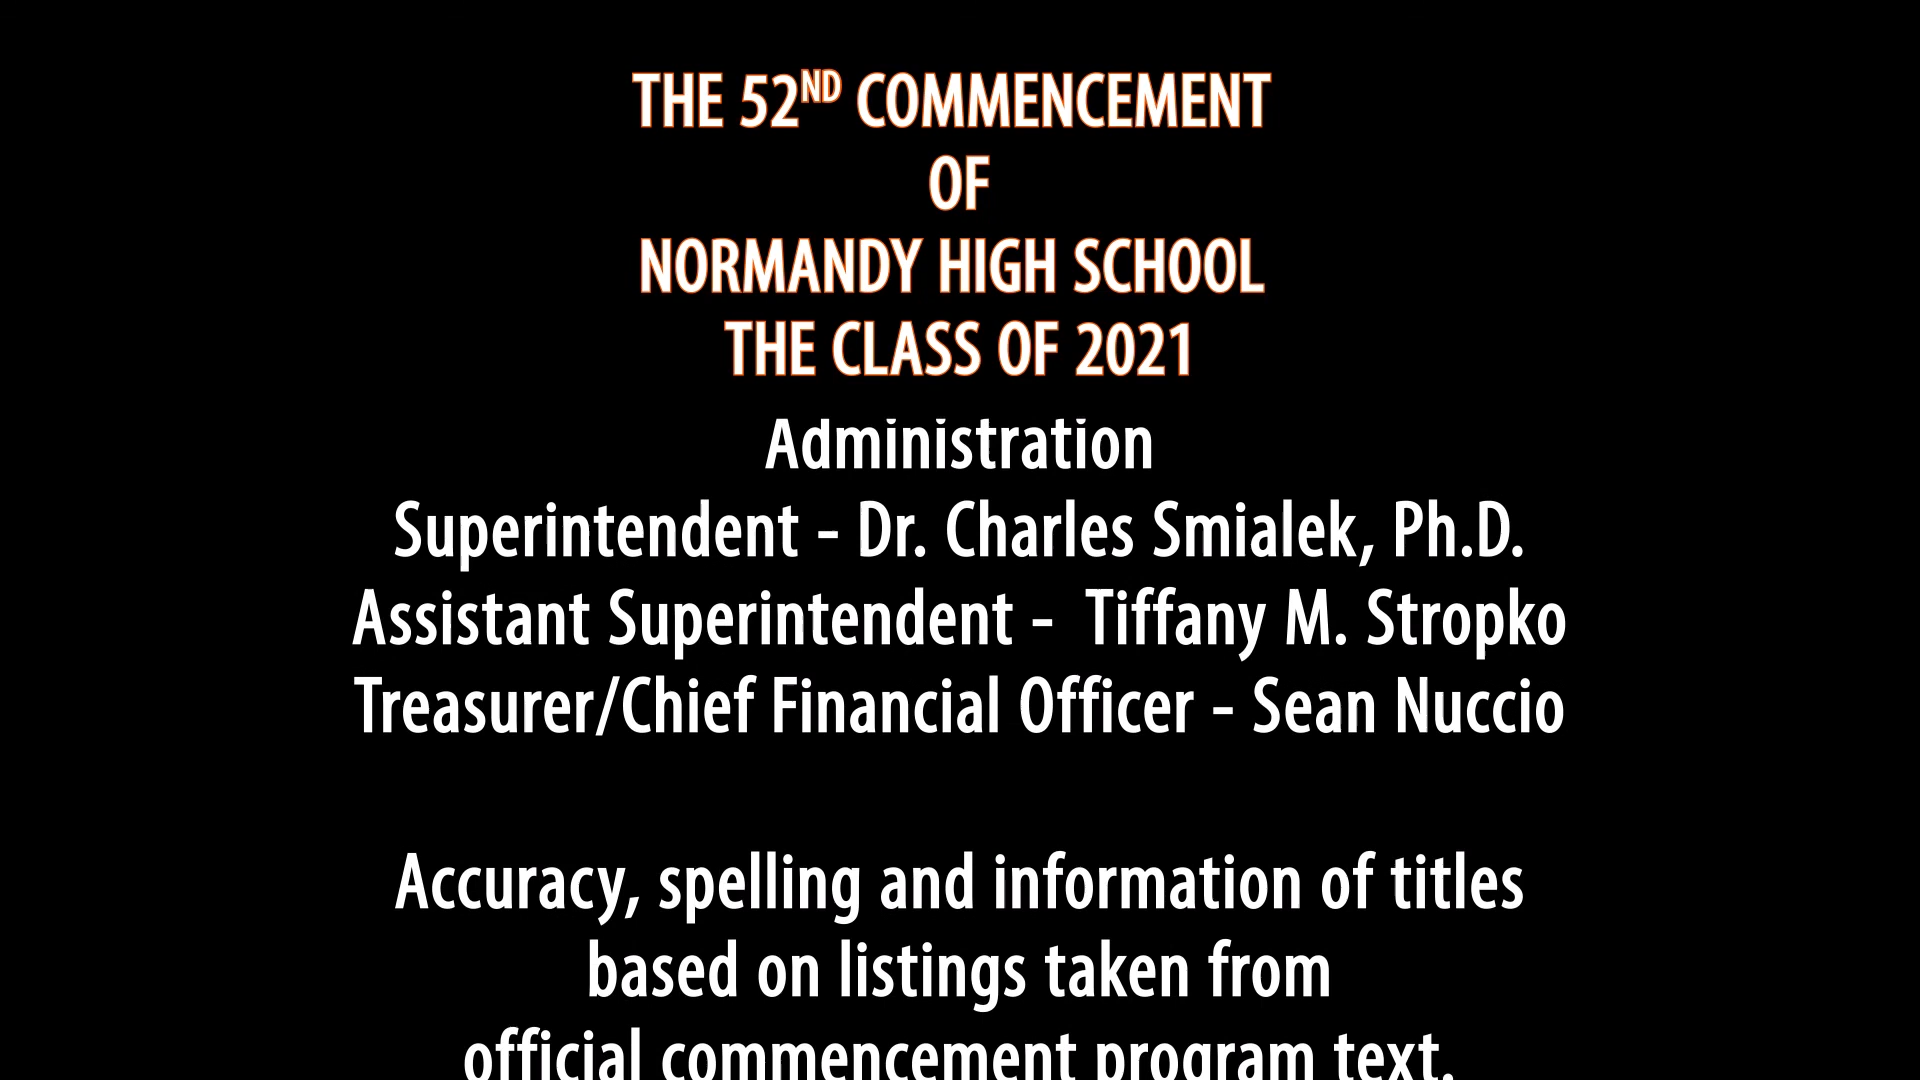 THE 52ND COMMENCEMENT
OF
NORMANDY HIGH SCHOOL
THE CLASS OF 2021
Administration
Superintendent - Dr. Charles Smialek, Ph.D.
Assistant Superintendent -  Tiffany M. Stropko
Treasurer/Chief Financial Officer - Sean Nuccio
Accuracy, spelling and information of titles
based on listings taken from
official commencement program text.